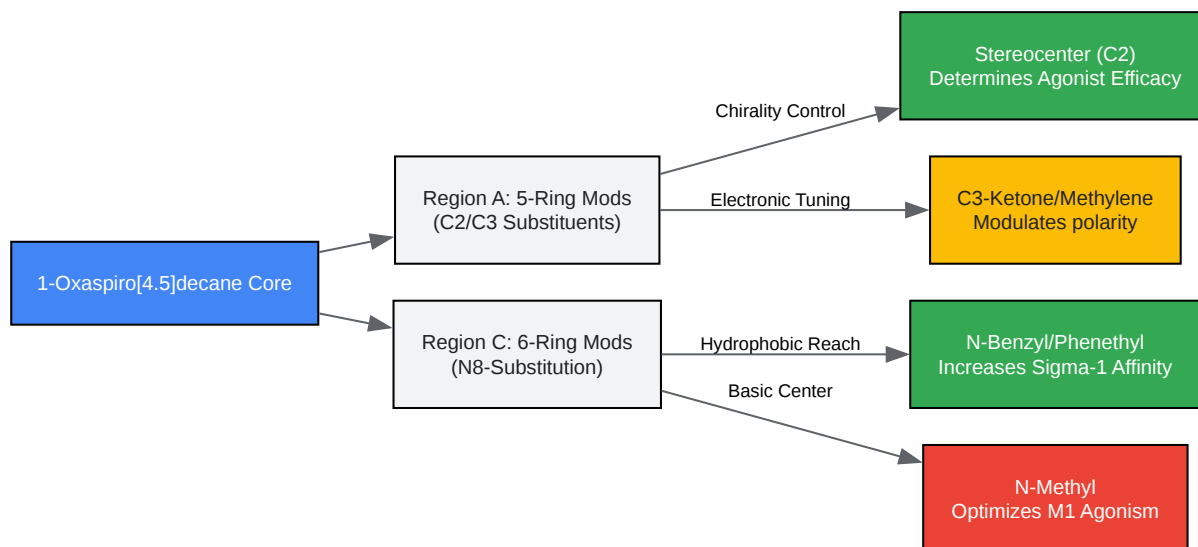 1-Oxaspiro[4.5]decane Core
Region A: 5-Ring Mods
(C2/C3 Substituents)
Chirality Control
Stereocenter (C2)
Determines Agonist Efficacy
Electronic Tuning
C3-Ketone/Methylene
Modulates polarity
Region C: 6-Ring Mods
(N8-Substitution)
Hydrophobic Reach
N-Benzyl/Phenethyl
Increases Sigma-1 Affinity
Basic Center
N-Methyl
Optimizes M1 Agonism